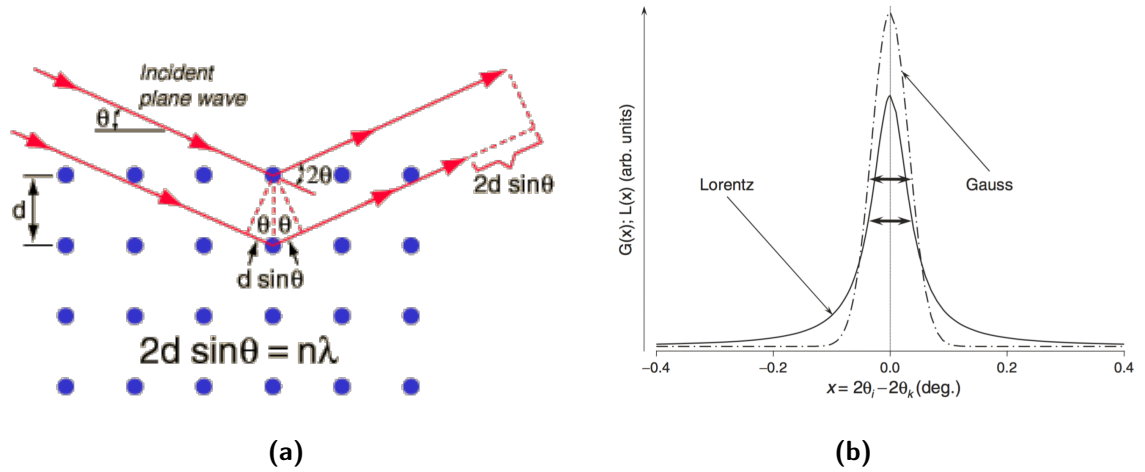 Incident
plane wave
θ
2θ
2d sinθ
d
θ θ
d sinθ
2d sinθ = nλ
(a)
G(x); L(x) (arb. units)
Lorentz
Gauss
−0.4
−0.2
0.0
0.2
0.4
x = 2θi − 2θk (deg.)
(b)